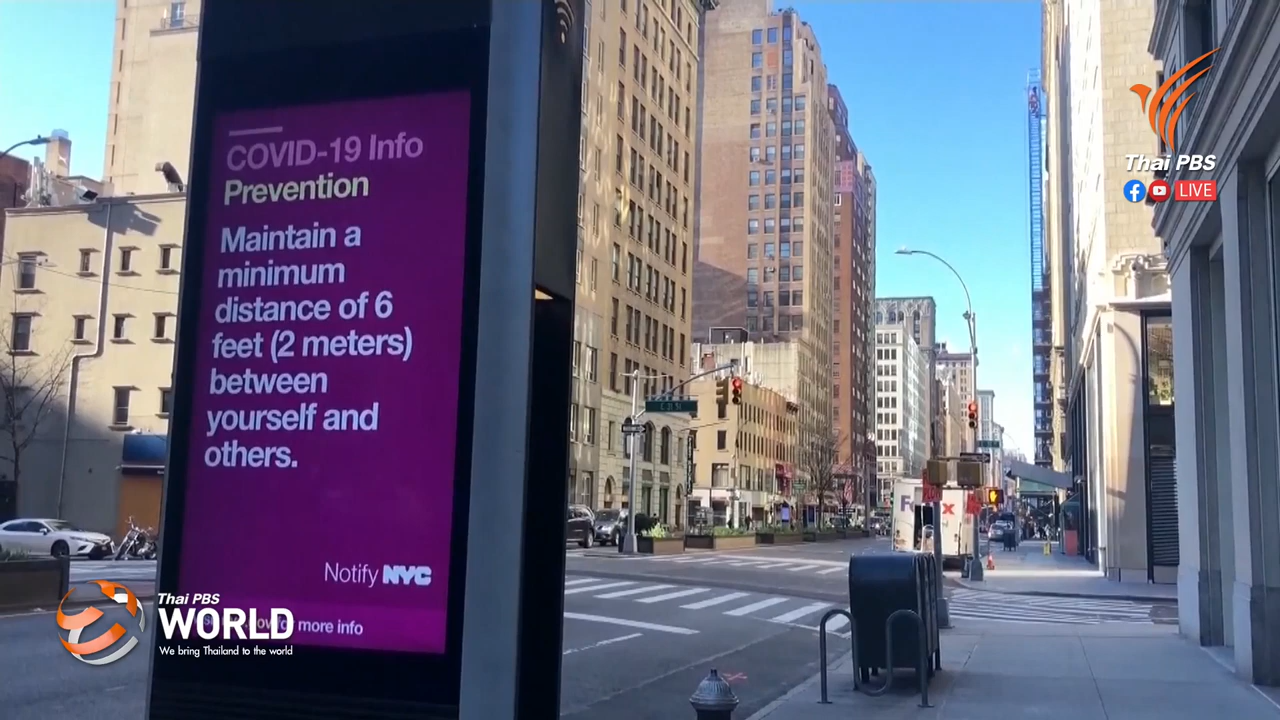 COVID-19 Info
Prevention
Maintain a
minimum
distance of 6
feet (2 meters)
between
yourself and
others.
Notify NYC
for more info
Thai PBS
WORLD
We bring Thailand to the world
Thai PBS
LIVE